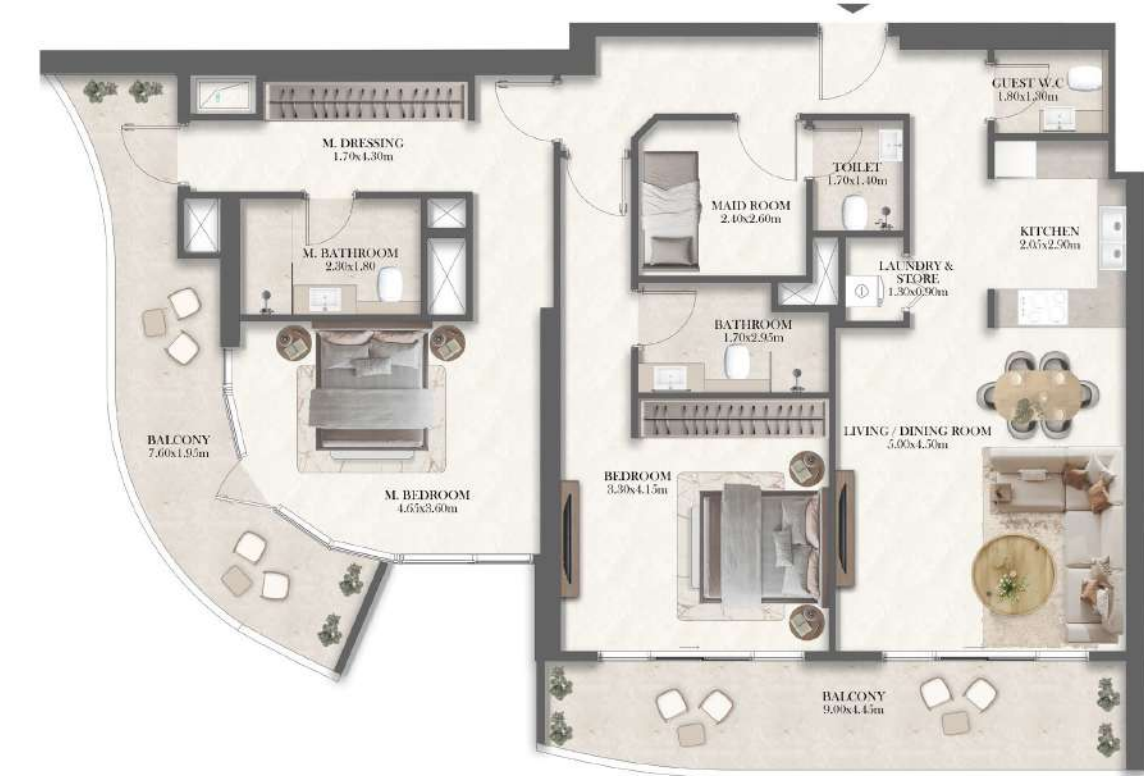 GUEST W.C
1.80x1.30m
M. DRESSING
1.70x4.30m
TOILET
1.70x1.40m
MAID ROOM
2.40x2.60m
KITCHEN
2.05x2.90m
M. BATHROOM
2.30x1.80
LAUNDRY &
STORE
1.30x0.90m
BATHROOM
1.70x2.95m
BALCONY
7.60x1.95m
LIVING / DINING ROOM
5.00x4.50m
BEDROOM
3.30x4.15m
M. BEDROOM
4.65x3.60m
BALCONY
9.00x4.45m